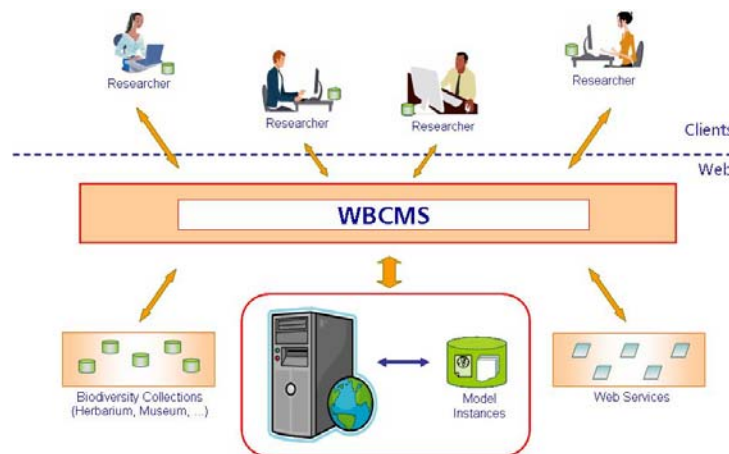 Researcher
Researcher
Researcher
Researcher
Clients
Web
WBCMS
Biodiversity Collections
(Herbarium, Museum, ...)
Model
Instances
Web Services